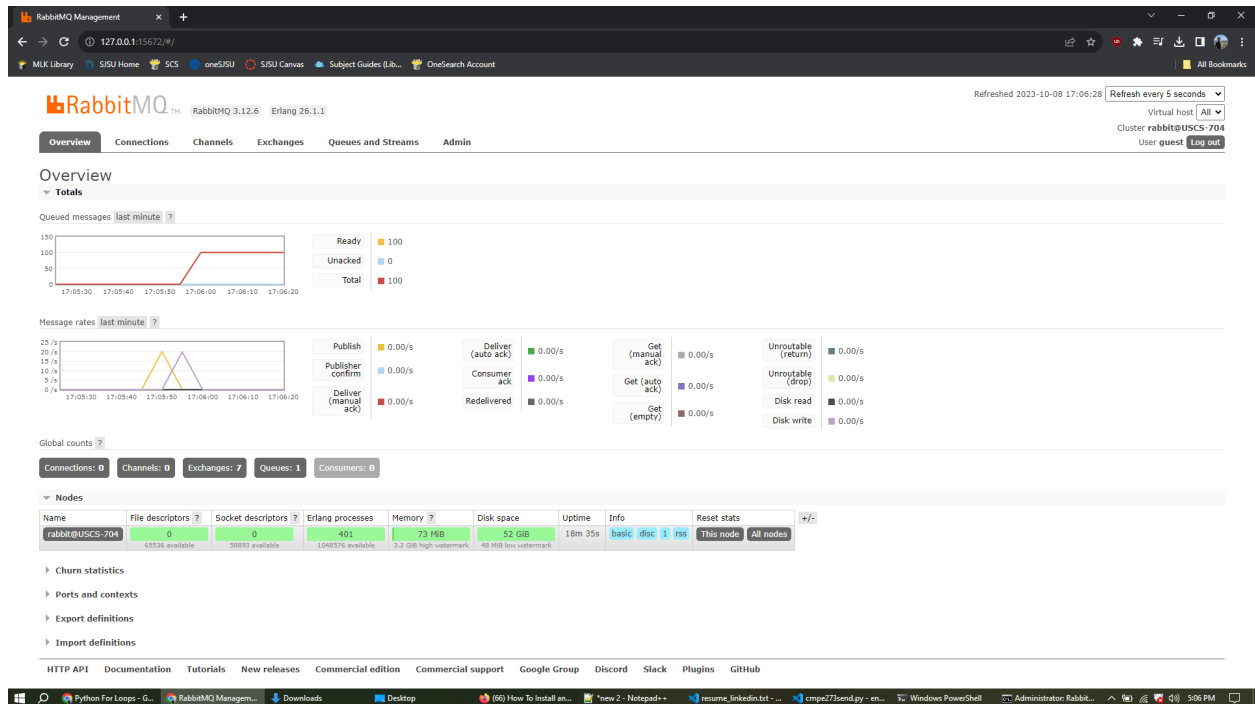 RabbitMQ Management
127.0.0.1:15672/#/
MLK Library SJSU Home SCS oneSJSU SJSU Canvas Subject Guides (Lib... OneSearch Account All Bookmarks
RabbitMQ TM RabbitMQ 3.12.6 Erlang 26.1.1
Refreshed 2023-10-08 17:06:28 Refresh every 5 seconds
Virtual host All
Cluster rabbit@USCS-704
User guest Log out
Overview Connections Channels Exchanges Queues and Streams Admin
Overview
Totals
Queued messages last minute ?
150
100
50
0
17:05:30 17:05:40 17:05:50 17:06:00 17:06:10 17:06:20
Ready 100
Unacked 0
Total 100
Message rates last minute ?
25 /s
20 /s
15 /s
10 /s
5 /s
0 /s
17:05:30 17:05:40 17:05:50 17:06:00 17:06:10 17:06:20
Publish 0.00/s
Publisher
confirm 0.00/s
Deliver
(manual
ack) 0.00/s
Deliver
(auto ack) 0.00/s
Consumer
ack 0.00/s
Redelivered 0.00/s
Get
(manual
ack) 0.00/s
Get (auto
ack) 0.00/s
Get
(empty) 0.00/s
Unroutable
(return) 0.00/s
Unroutable
(drop) 0.00/s
Disk read 0.00/s
Disk write 0.00/s
Global counts ?
Connections: 0 Channels: 0 Exchanges: 7 Queues: 1 Consumers: 0
Nodes
Name File descriptors ? Socket descriptors ? Erlang processes Memory ? Disk space Uptime Info Reset stats +/-
rabbit@USCS-704 0 0 401 73 MiB 52 GiB 18m 35s basic disc 1 rss This node All nodes
65536 available 58893 available 1048576 available 3.2 GiB high watermark 48 MiB low watermark
Churn statistics
Ports and contexts
Export definitions
Import definitions
HTTP API Documentation Tutorials New releases Commercial edition Commercial support Google Group Discord Slack Plugins GitHub
Python For Loops - G... RabbitMQ Managem... Downloads Desktop (66) How To Install an... *new 2 - Notepad++ resume_linkedin.txt - ... cmpe273send.py - en... Windows PowerShell Administrator: Rabbit... 5:06 PM